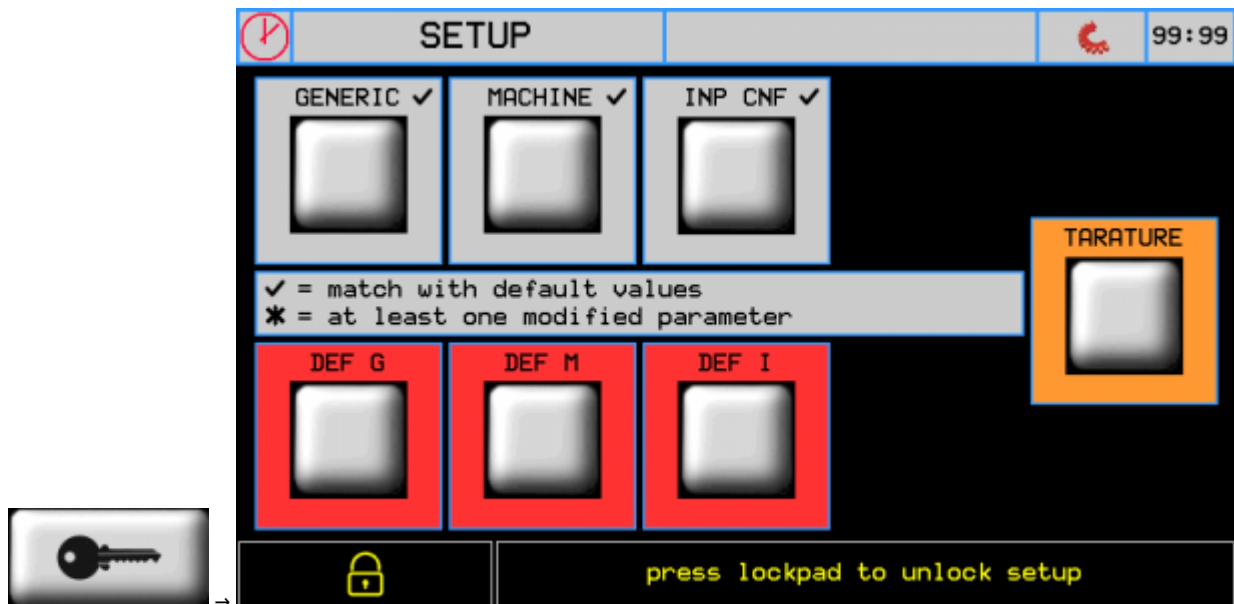 SETUP
99:99
GENERIC ✓
MACHINE ✓
INP CNF ✓
TARATURE
✓ = match with default values
✱ = at least one modified parameter
DEF G
DEF M
DEF I
→
press lockpad to unlock setup